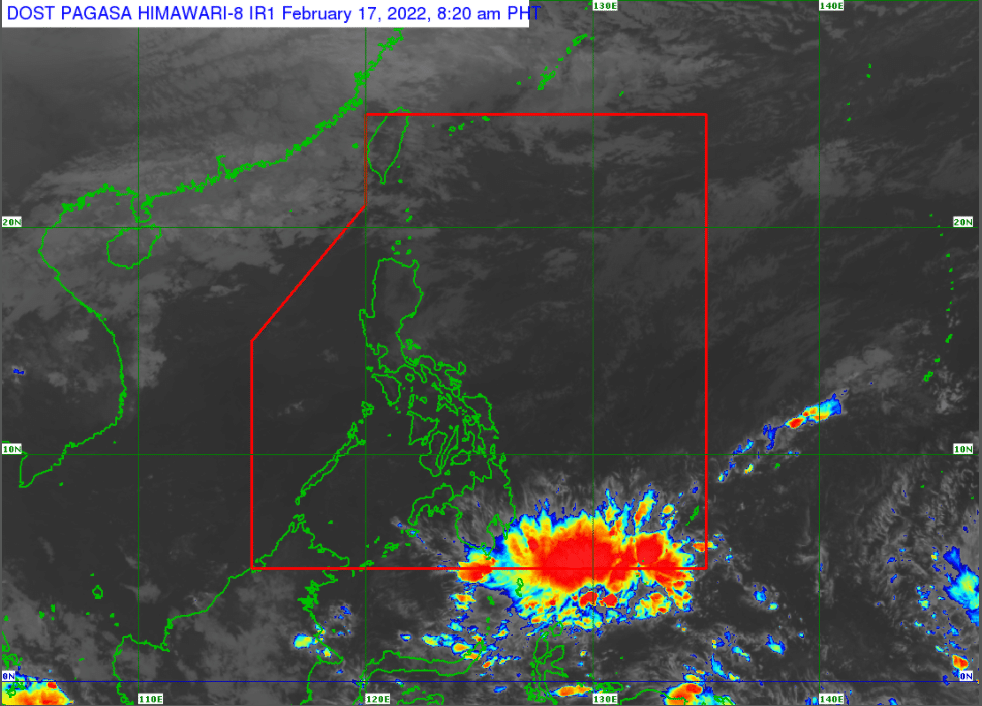 DOST PAGASA HIMAWARI-8 IR1 February 17, 2022, 8:20 am PHT
130E 140E
20N 20N
10N 10N
0N 0N
110E 120E 130E 140E